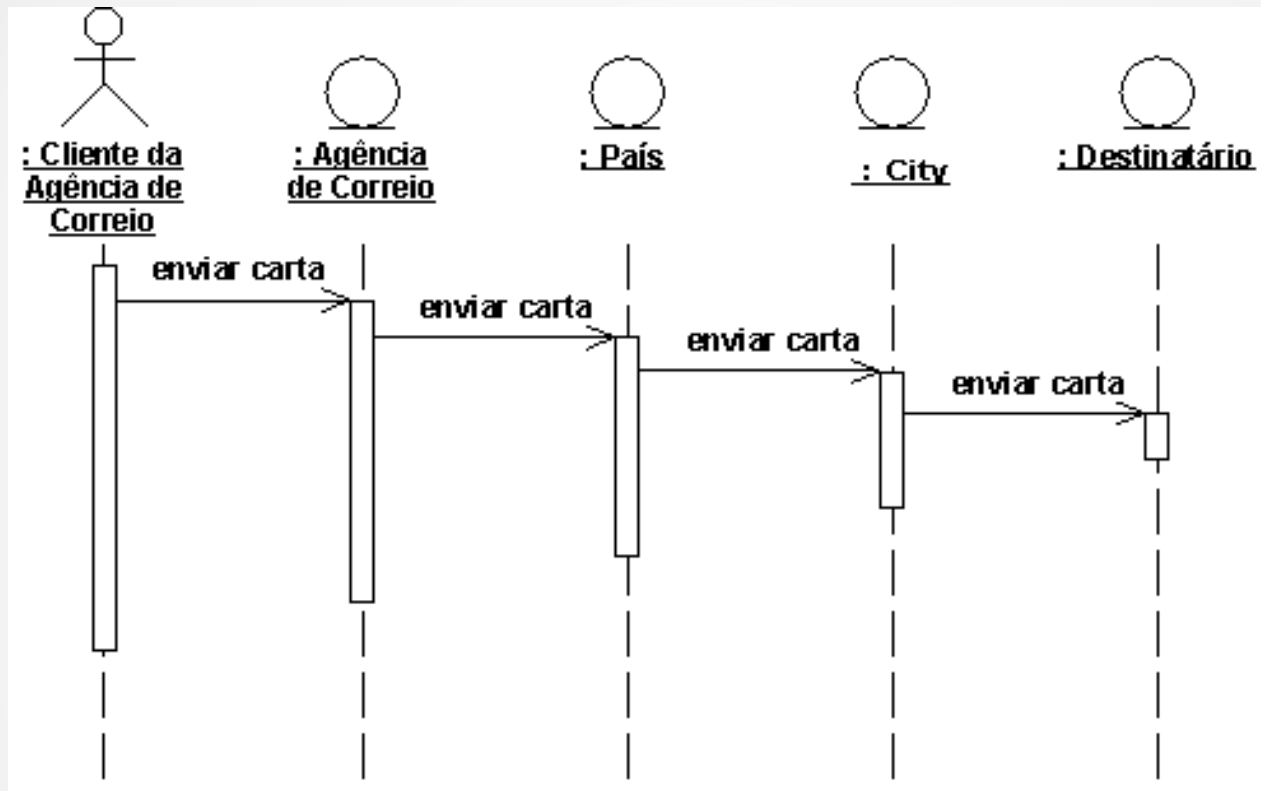 : Cliente da
Agência de
Correio
: Agência
de Correio
: País
: City
: Destinatário
enviar carta
enviar carta
enviar carta
enviar carta